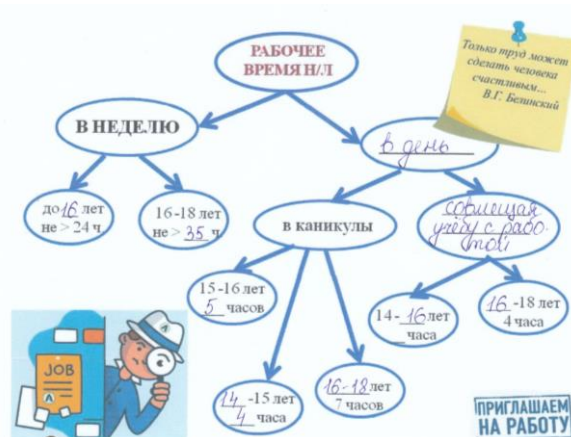 РАБОЧЕЕ
ВРЕМЯ Н/Л
Только труд может
сделать человека
счастливым...
В.Г. Белинский
В НЕДЕЛЮ
в день
до 16 лет
не > 24 ч
16-18 лет
не > 35 ч
в каникулы
совмещая
учёбу с рабо-
той
15-16 лет
5 часов
14-16 лет
часа
16-18 лет
4 часа
14-15 лет
4 часа
16-18 лет
7 часов
JOB
ПРИГЛАШАЕМ
НА РАБОТУ